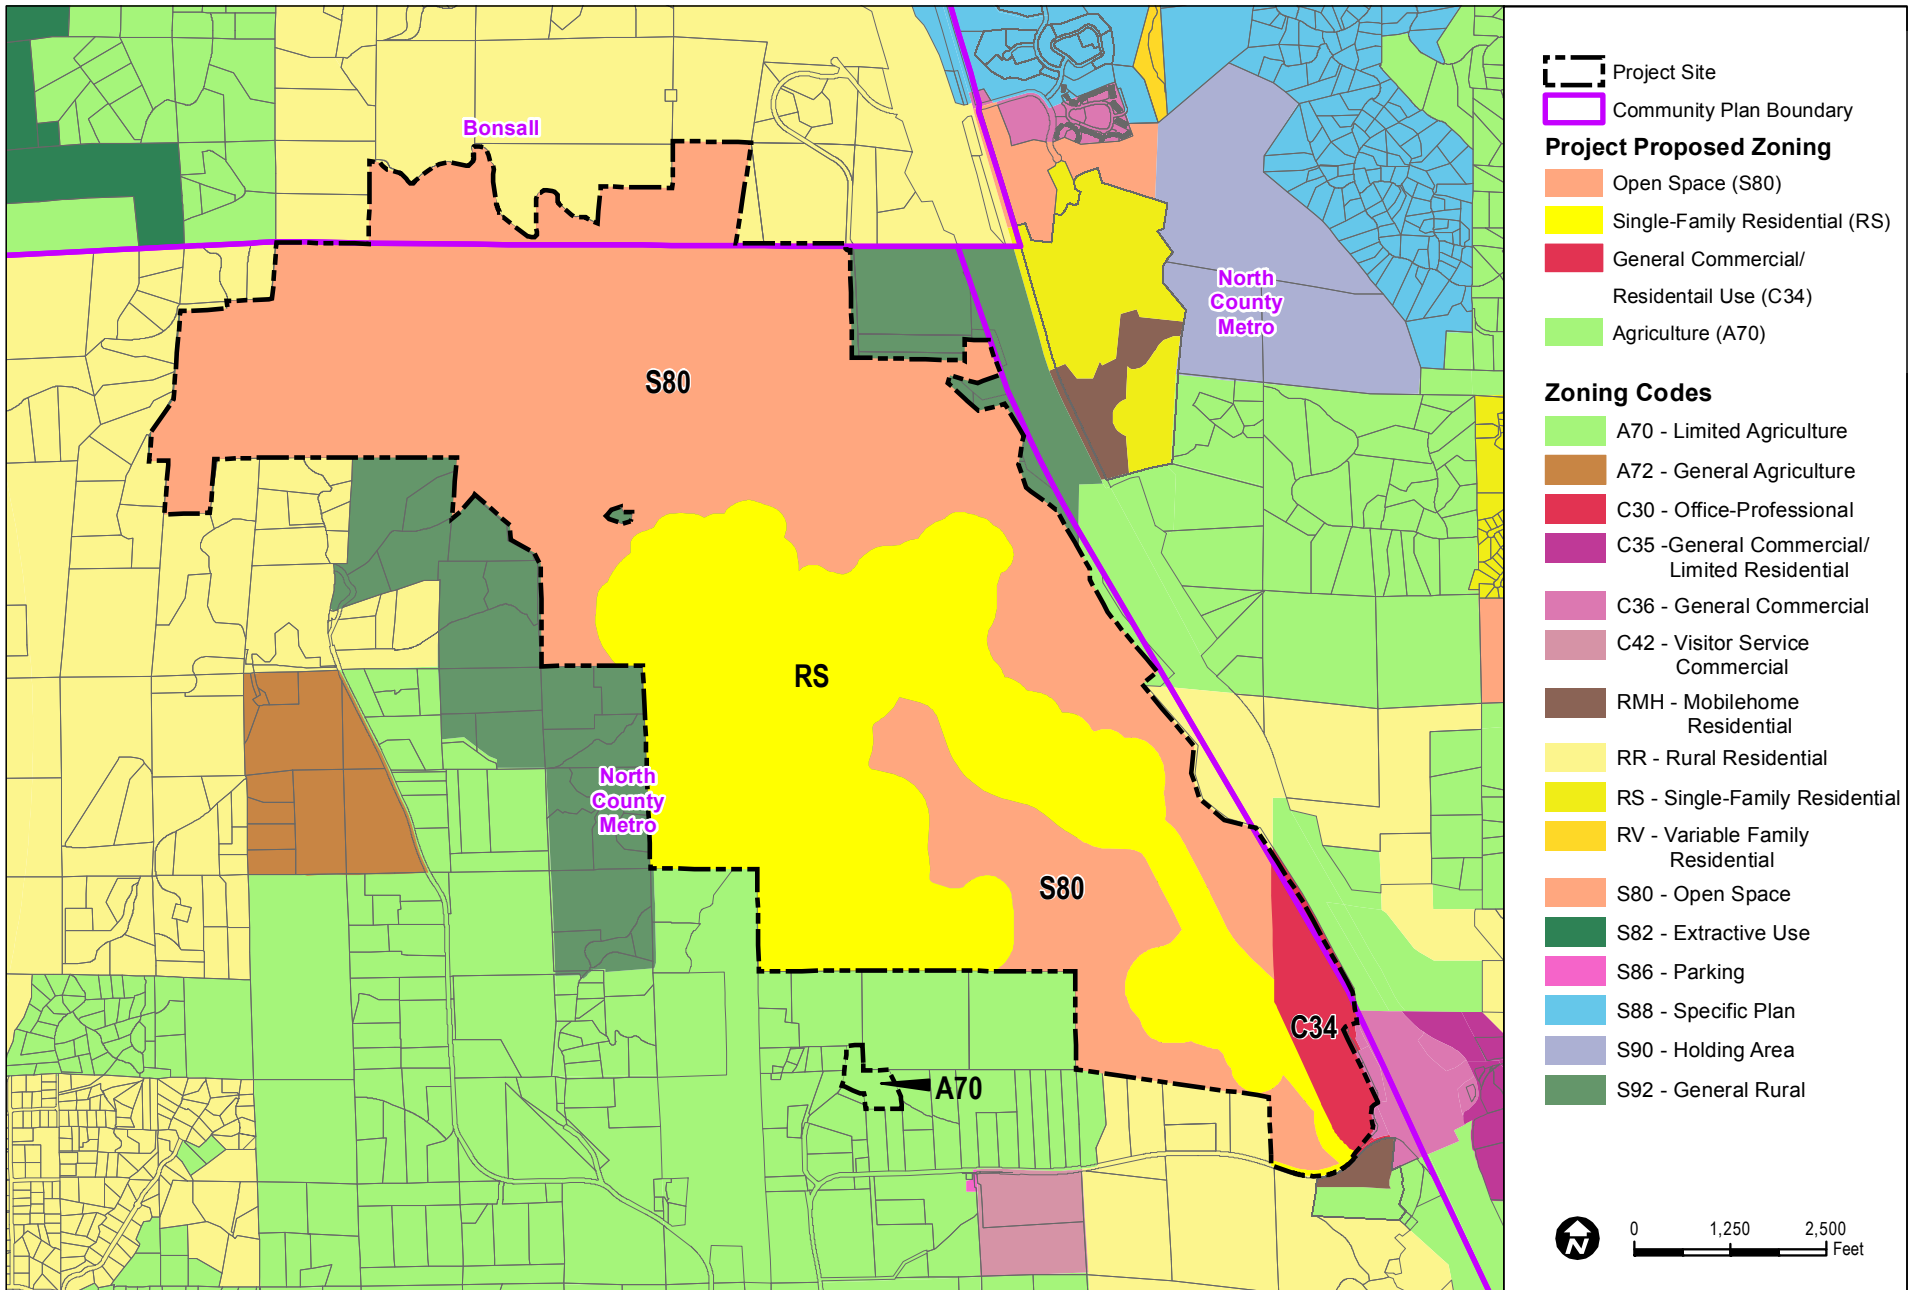 Bonsall
North
County
Metro
S80
RS
North
County
Metro
S80
C34
A70
Project Site
Community Plan Boundary
Project Proposed Zoning
Open Space (S80)
Single-Family Residential (RS)
General Commercial/
Residentail Use (C34)
Agriculture (A70)
Zoning Codes
A70 - Limited Agriculture
A72 - General Agriculture
C30 - Office-Professional
C35 -General Commercial/
Limited Residential
C36 - General Commercial
C42 - Visitor Service
Commercial
RMH - Mobilehome
Residential
RR - Rural Residential
RS - Single-Family Residential
RV - Variable Family
Residential
S80 - Open Space
S82 - Extractive Use
S86 - Parking
S88 - Specific Plan
S90 - Holding Area
S92 - General Rural
N
0 1,250 2,500
Feet